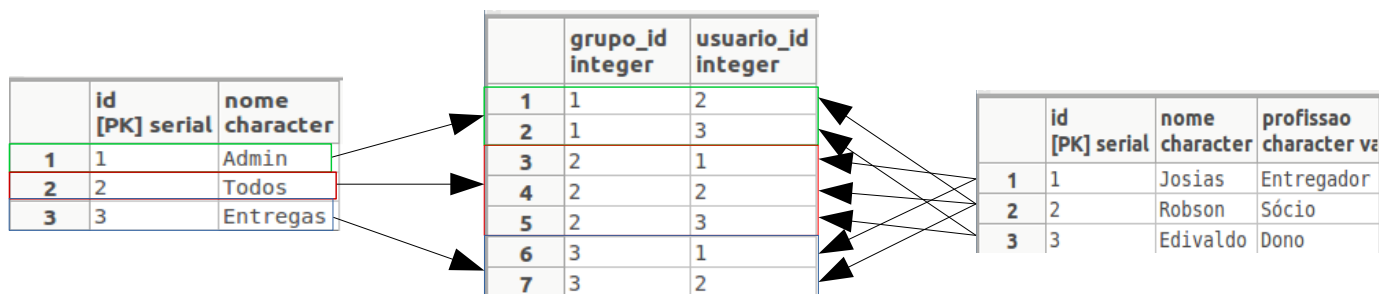 id nome
[PK] serial character
1 1 Admin
2 2 Todos
3 3 Entregas
grupo_id usuario_id
integer integer
1 1 2
2 1 3
3 2 1
4 2 2
5 2 3
6 3 1
7 3 2
id nome profissao
[PK] serial character character va
1 1 Josias Entregador
2 2 Robson Sócio
3 3 Edivaldo Dono